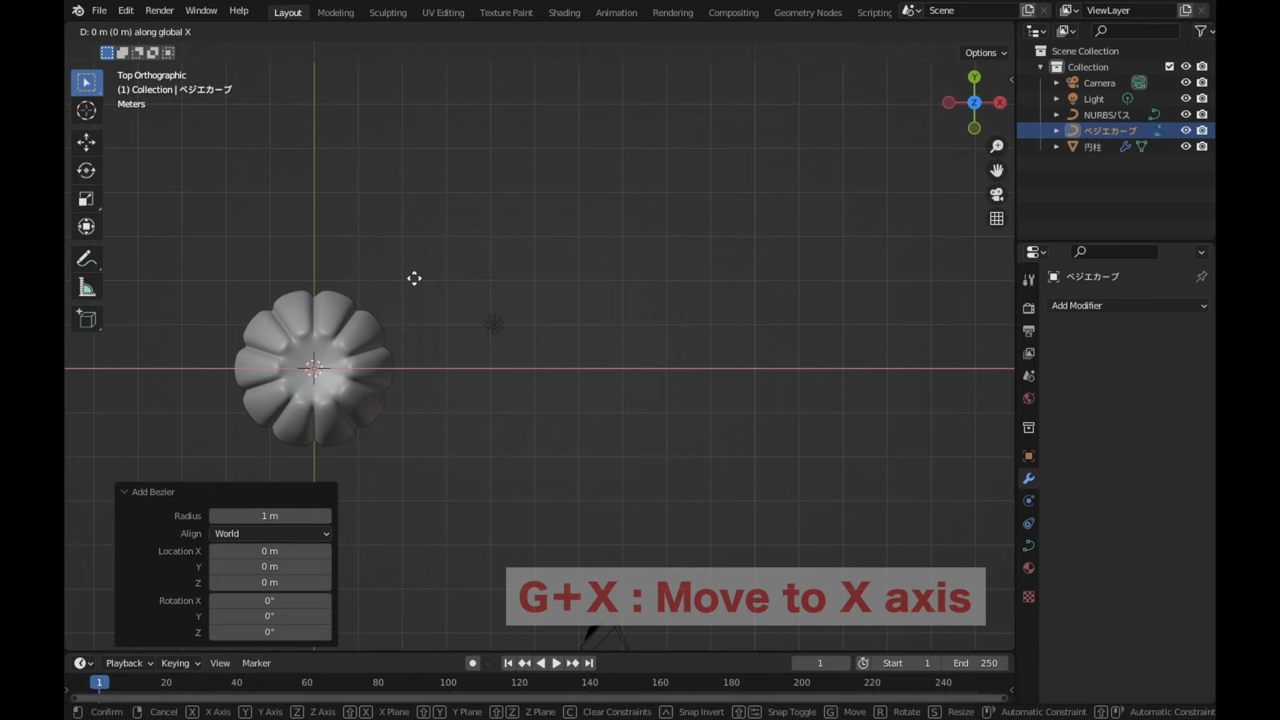 File Edit Render Window Help Layout Modeling Sculpting UV Editing Texture Paint Shading Animation Rendering Compositing Geometry Nodes Scripting Scene ViewLayer
D: 0 m (0 m) along global X
Options
Top Orthographic
(1) Collection | ベジエカーブ
Meters
Y
Z
X
Scene Collection
Collection
Camera
Light
NURBSパス
ベジエカーブ
円柱
ベジエカーブ
Add Modifier
Add Bezier
Radius 1 m
Align World
Location X 0 m
Y 0 m
Z 0 m
Rotation X 0°
Y 0°
Z 0°
G+X : Move to X axis
Playback Keying View Marker 1 Start 1 End 250
1 20 40 60 80 100 120 140 160 180 200 220 240
Confirm Cancel X X Axis Y Y Axis Z Z Axis X X Plane Y Y Plane Z Z Plane C Clear Constraints Snap Invert Snap Toggle G Move R Rotate S Resize Automatic Constraint Automatic Constraint